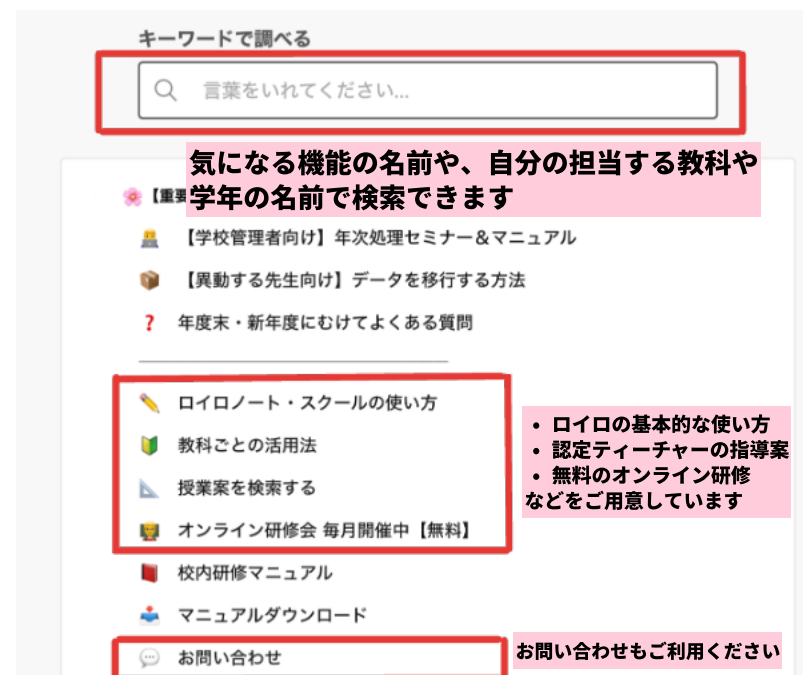 キーワードで調べる
言葉をいれてください...
気になる機能の名前や、自分の担当する教科や
学年の名前で検索できます
【重要
【学校管理者向け】年次処理セミナー＆マニュアル
【異動する先生向け】データを移行する方法
年度末・新年度にむけてよくある質問
ロイロノート・スクールの使い方
教科ごとの活用法
授業案を検索する
オンライン研修会 毎月開催中【無料】
・ ロイロの基本的な使い方
・ 認定ティーチャーの指導案
・ 無料のオンライン研修
などをご用意しています
校内研修マニュアル
マニュアルダウンロード
お問い合わせ
お問い合わせもご利用ください